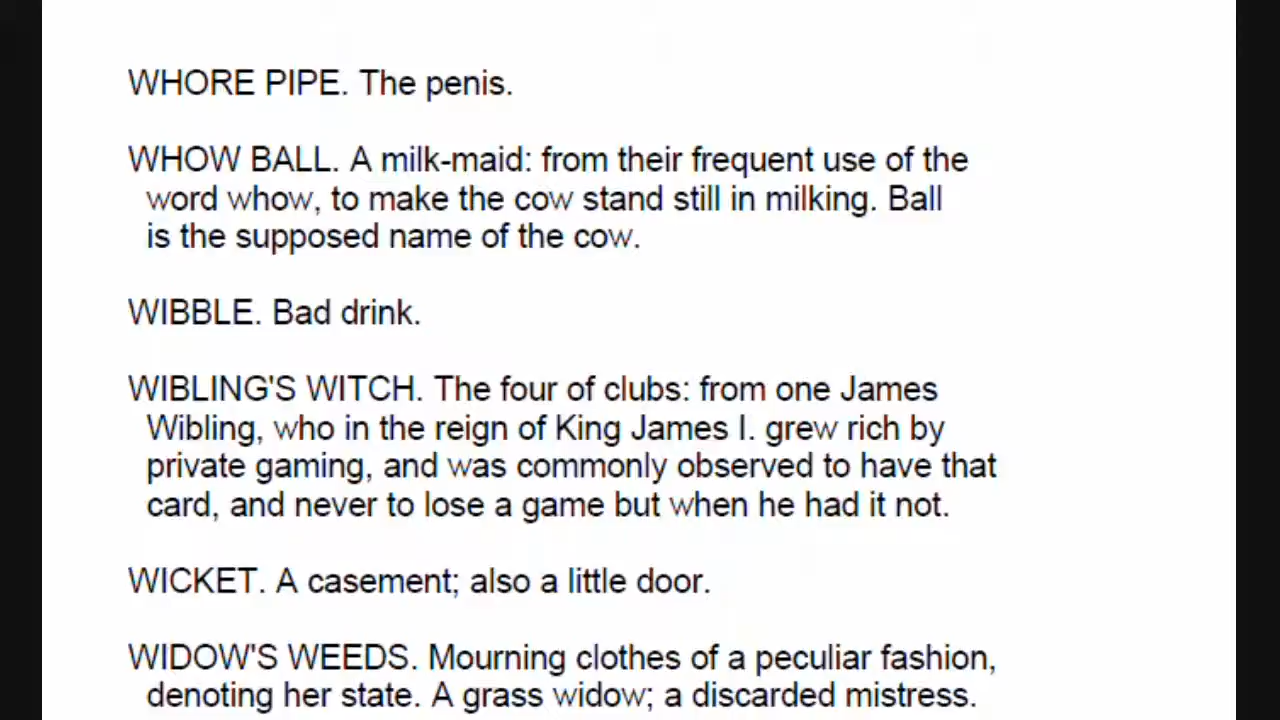 WHORE PIPE. The penis.
WHOW BALL. A milk-maid: from their frequent use of the
word whow, to make the cow stand still in milking. Ball
is the supposed name of the cow.
WIBBLE. Bad drink.
WIBLING'S WITCH. The four of clubs: from one James
Wibling, who in the reign of King James I. grew rich by
private gaming, and was commonly observed to have that
card, and never to lose a game but when he had it not.
WICKET. A casement; also a little door.
WIDOW'S WEEDS. Mourning clothes of a peculiar fashion,
denoting her state. A grass widow; a discarded mistress.